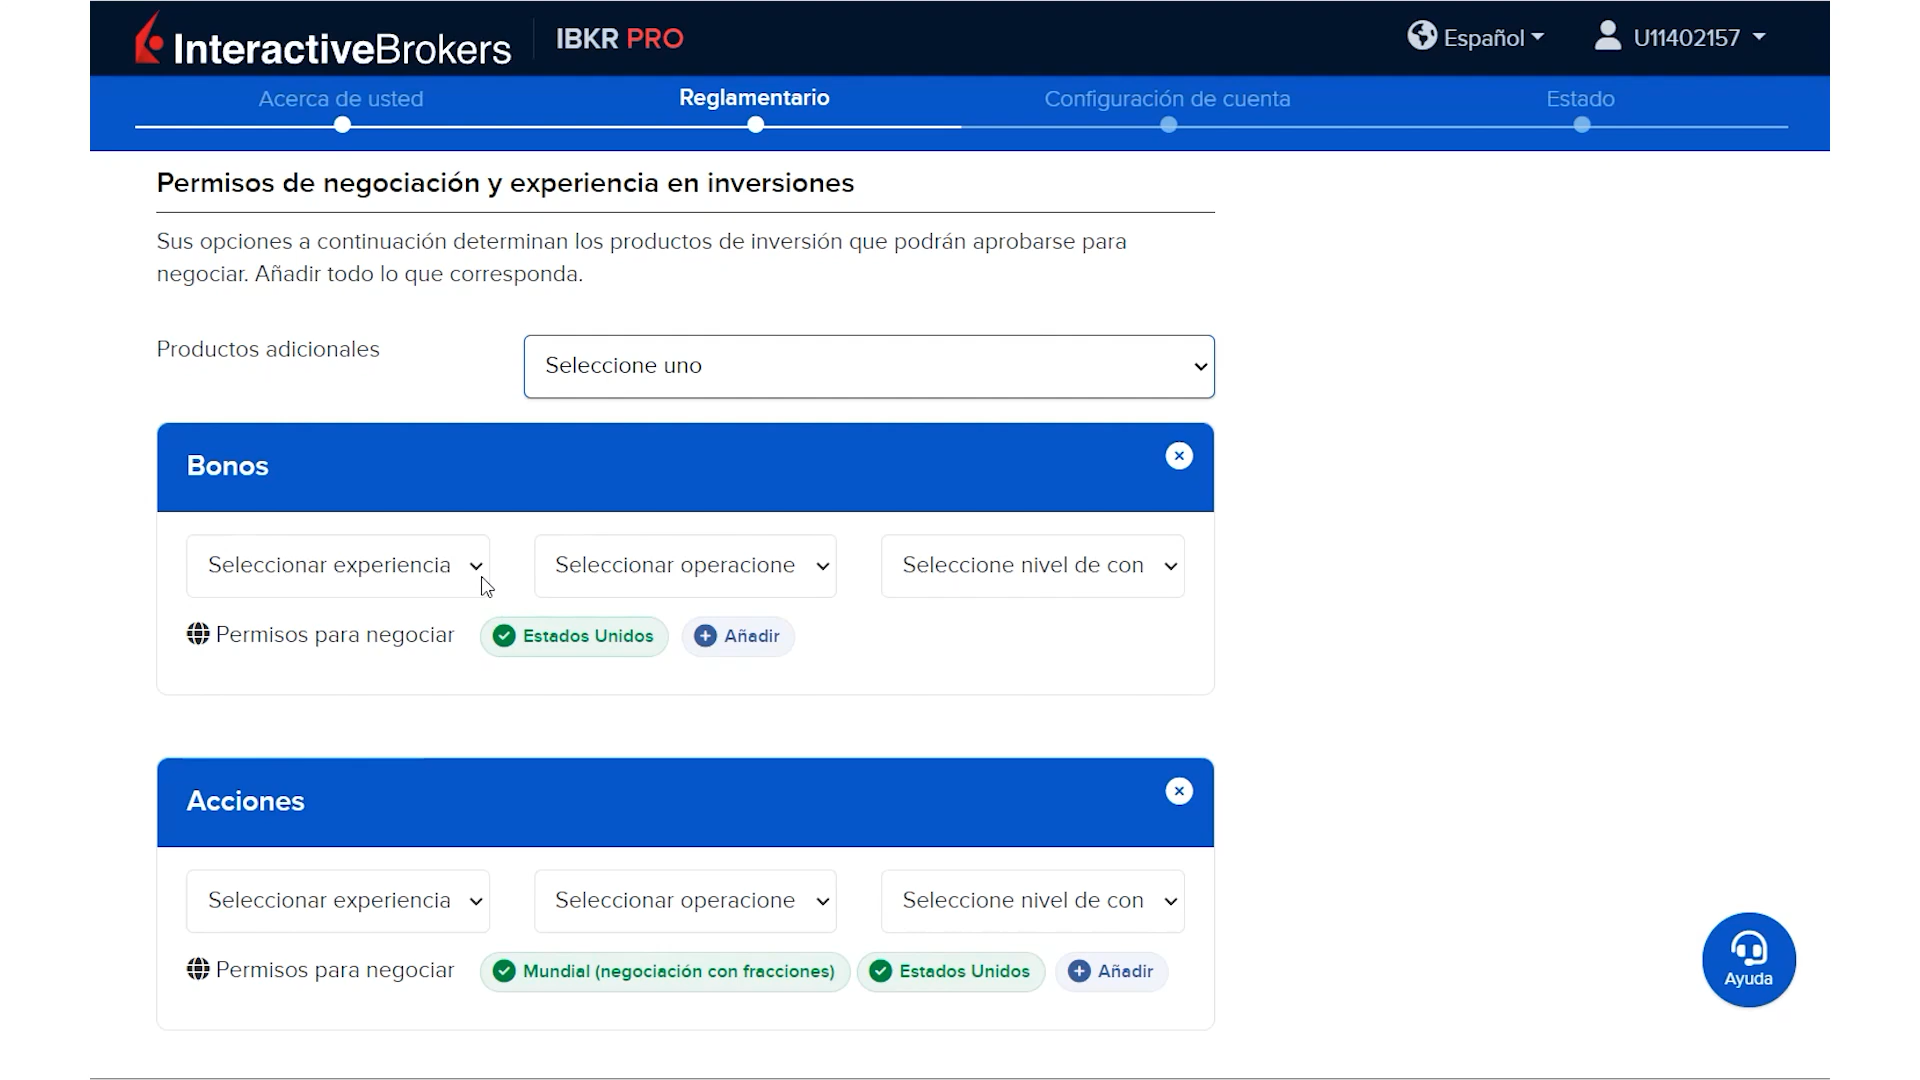 InteractiveBrokers
IBKR PRO
Español
U11402157
Acerca de usted
Reglamentario
Configuración de cuenta
Estado
Permisos de negociación y experiencia en inversiones
Sus opciones a continuación determinan los productos de inversión que podrán aprobarse para
negociar. Añadir todo lo que corresponda.
Productos adicionales
Seleccione uno
Bonos
Seleccionar experiencia
Seleccionar operacione
Seleccione nivel de con
Permisos para negociar
Estados Unidos
Añadir
Acciones
Seleccionar experiencia
Seleccionar operacione
Seleccione nivel de con
Permisos para negociar
Mundial (negociación con fracciones)
Estados Unidos
Añadir
Ayuda